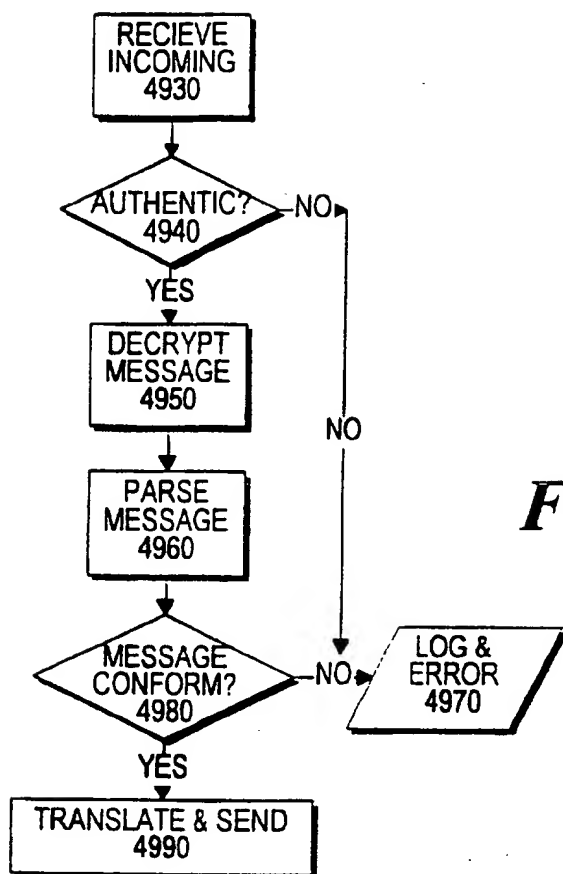 RECIEVE
INCOMING
4930
AUTHENTIC?
4940
NO
YES
DECRYPT
MESSAGE
4950
NO
PARSE
MESSAGE
4960
F
MESSAGE
CONFORM?
4980
NO
LOG &
ERROR
4970
YES
TRANSLATE & SEND
4990